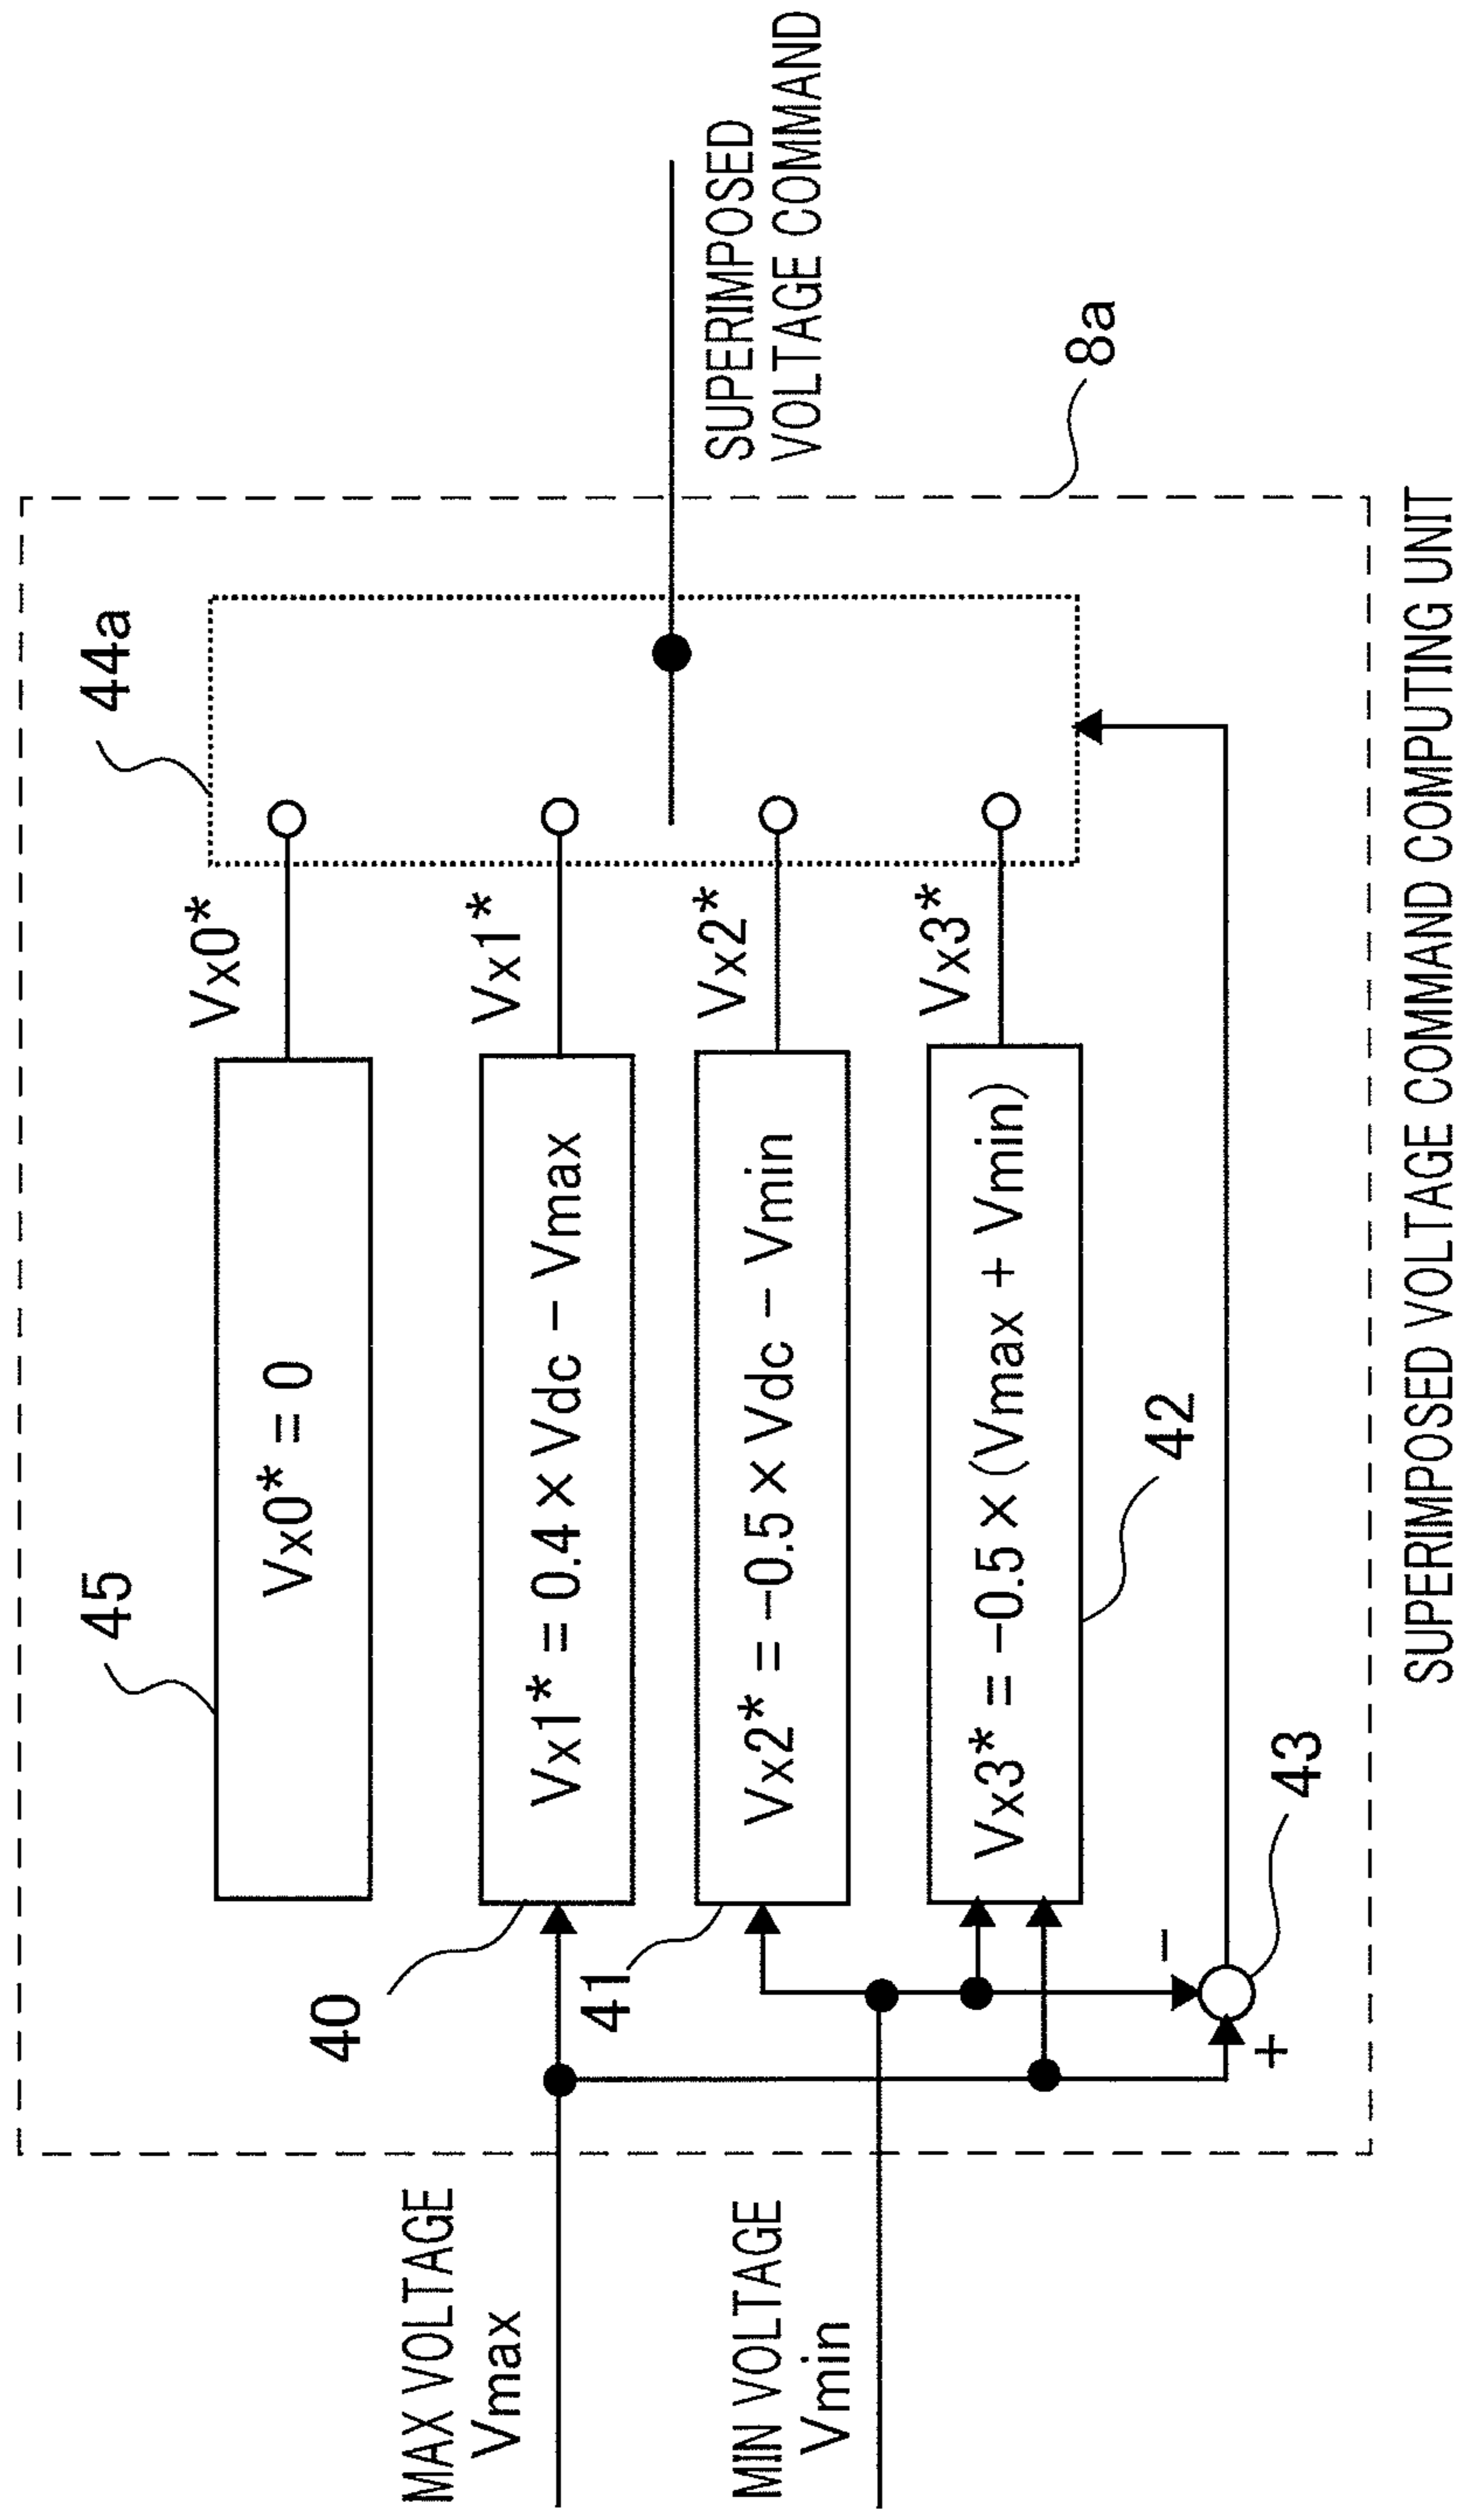 45
Vx0* = 0
Vx0*
44a
MAX VOLTAGE
Vmax
40
Vx1* = 0.4 × Vdc − Vmax
Vx1*
SUPERIMPOSED
VOLTAGE COMMAND
MIN VOLTAGE
Vmin
41
Vx2* = −0.5 × Vdc − Vmin
Vx2*
Vx3* = −0.5 × (Vmax + Vmin)
Vx3*
42
8a
−
+
43
SUPERIMPOSED VOLTAGE COMMAND COMPUTING UNIT